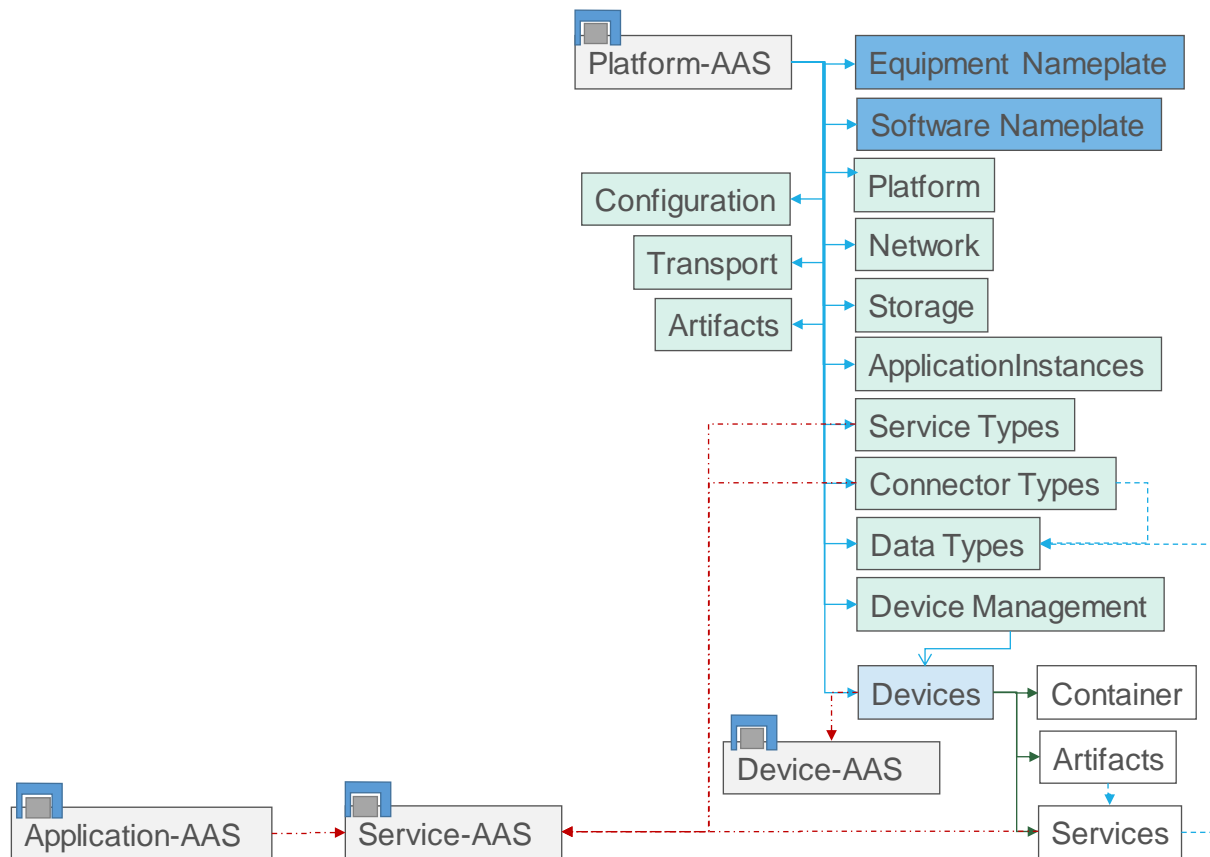 Platform-AAS
Equipment Nameplate
Software Nameplate
Platform
Configuration
Network
Transport
Storage
Artifacts
ApplicationInstances
Service Types
Connector Types
Data Types
Device Management
Devices
Container
Device-AAS
Artifacts
Application-AAS
Service-AAS
Services